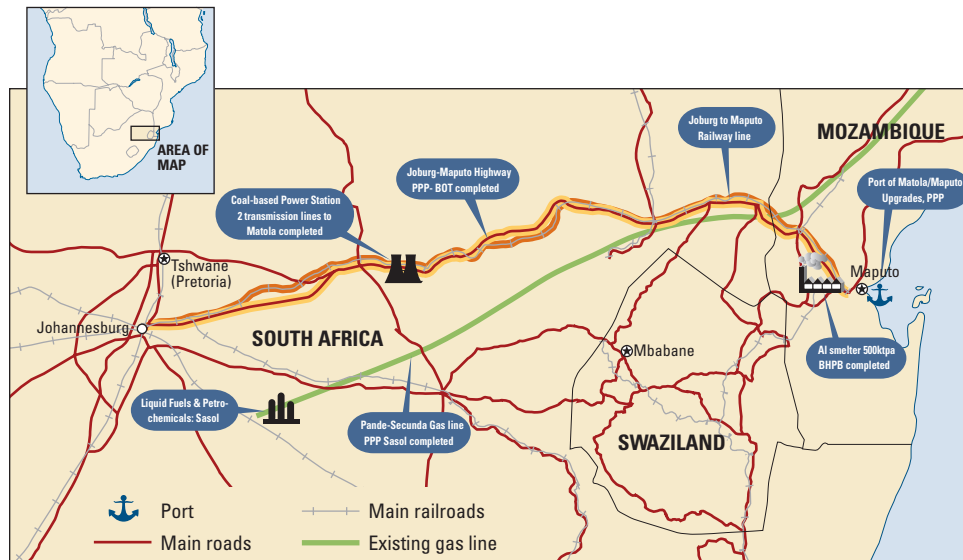 AREA OF
MAP
MOZAMBIQUE
Joburg to Maputo
Railway line
Joburg-Maputo Highway
PPP- BOT completed
Port of Matola/Maputo
Upgrades, PPP
Coal-based Power Station
2 transmission lines to
Matola completed
Tshwane
(Pretoria)
Maputo
Johannesburg
SOUTH AFRICA
Mbabane
Al smelter 500ktpa
BHPB completed
Liquid Fuels & Petro-
chemicals: Sasol
Pande-Secunda Gas line
PPP Sasol completed
SWAZILAND
Port
Main railroads
Main roads
Existing gas line